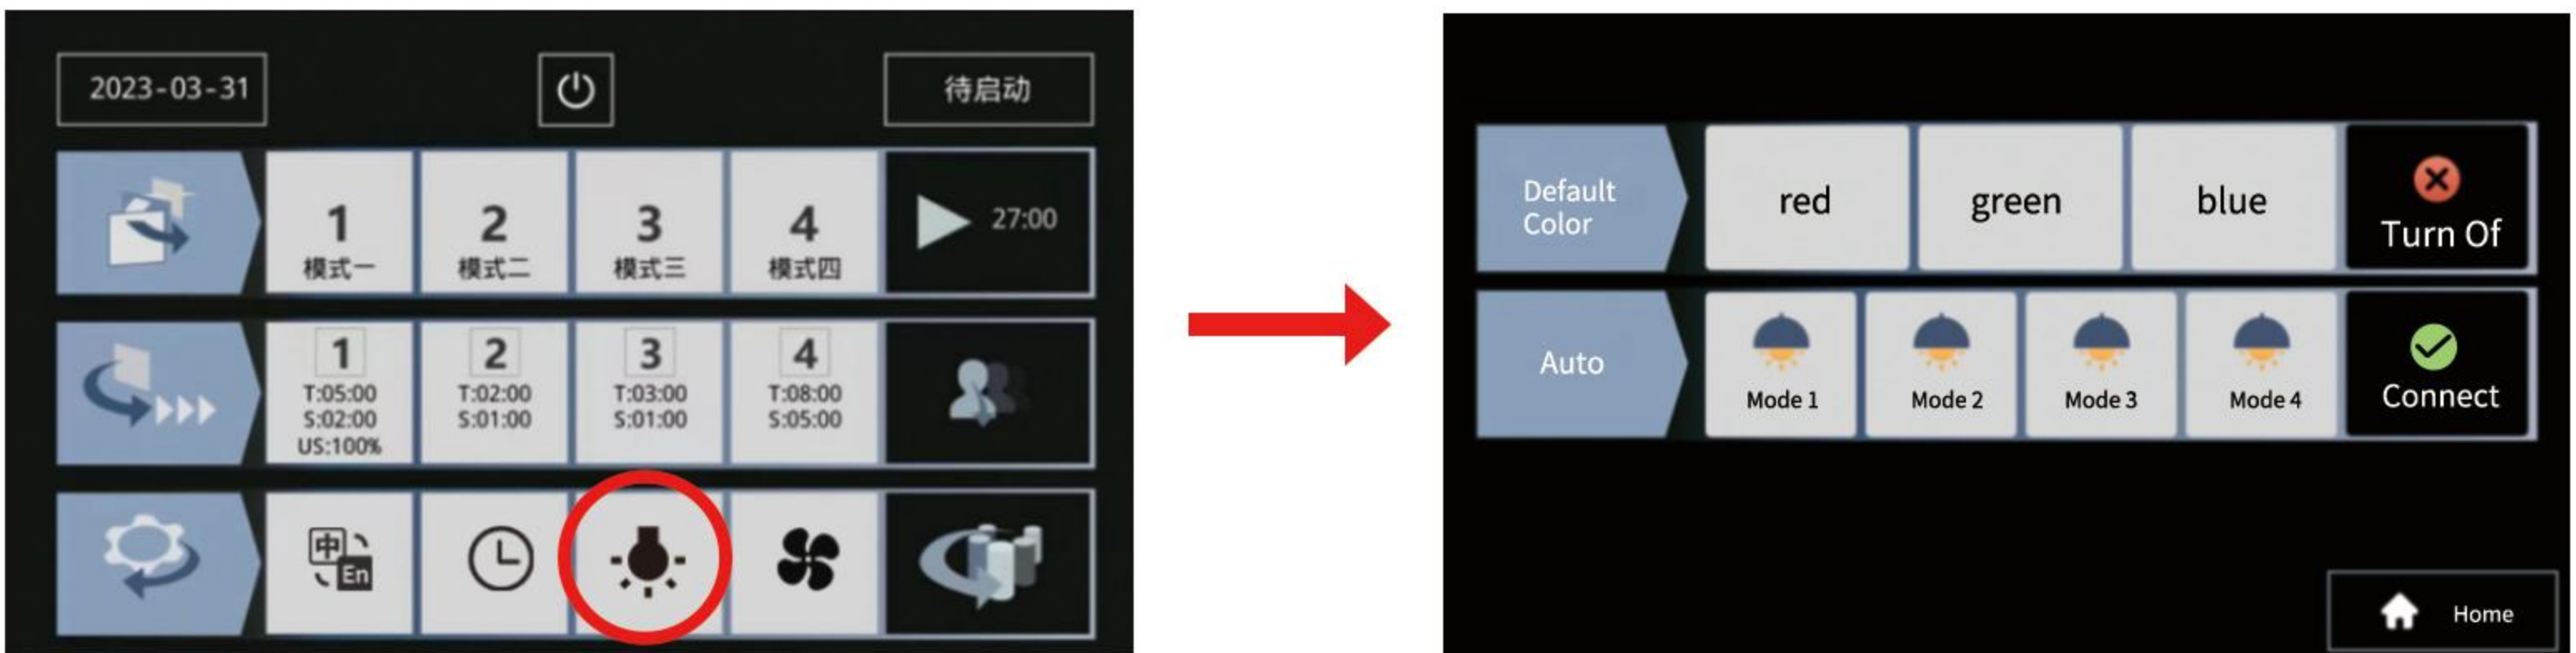 2023-03-31
待启动
1
模式一
2
模式二
3
模式三
4
模式四
27:00
1
T:05:00
S:02:00
US:100%
2
T:02:00
S:01:00
3
T:03:00
S:01:00
4
T:08:00
S:05:00
中
En
Default
Color
red
green
blue
Turn Of
Auto
Mode 1
Mode 2
Mode 3
Mode 4
Connect
Home